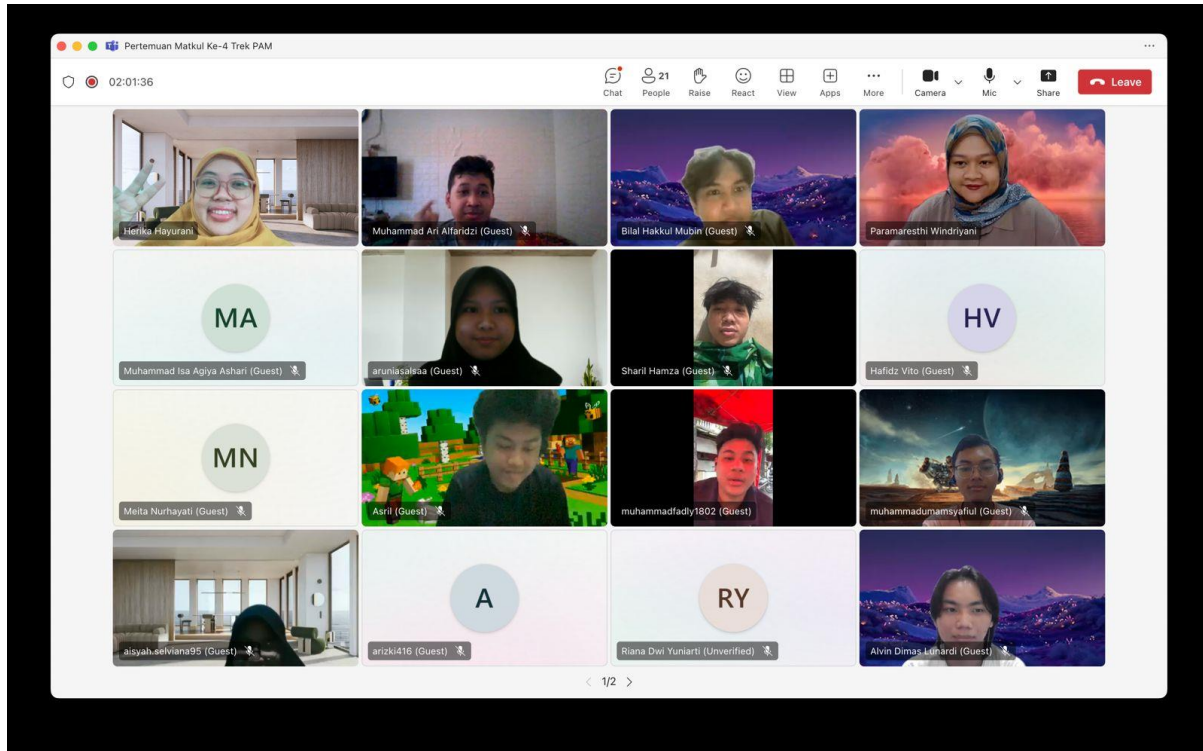 Pertemuan Matkul Ke-4 Trek PAM
02:01:36
21
Chat People Raise React View Apps More Camera Mic Share Leave
Herika Hayurani
Muhammad Ari Alfaridzi (Guest)
Bilal Hakkul Mubin (Guest)
Paramaresthi Windriyani
MA
Muhammad Isa Agiya Ashari (Guest)
aruniasalsaa (Guest)
Sharil Hamza (Guest)
HV
Hafidz Vito (Guest)
MN
Meita Nurhayati (Guest)
Asril (Guest)
muhammadfadly1802 (Guest)
muhammadumamsyafiul (Guest)
aisyah.selviana95 (Guest)
A
arizki416 (Guest)
RY
Riana Dwi Yuniarti (Unverified)
Alvin Dimas Lunardi (Guest)
1/2